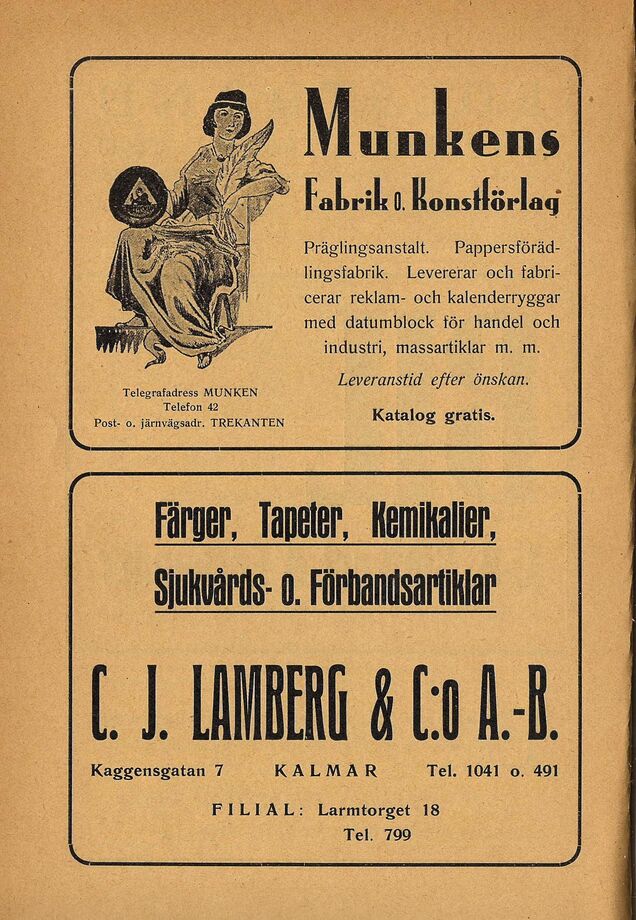 Munkens
Fabrik o. Konstförlag
Präglingsanstalt. Pappersföräd-
lingsfabrik. Levererar och fabri-
cerar reklam- och kalenderryggar
med datumblock för handel och
industri, massartiklar m. m.
Leveranstid efter önskan.
Katalog gratis.
Telegrafadress MUNKEN
Telefon 42
Post- o. järnvägsadr. TREKANTEN
Färger, Tapeter, Kemikalier,
Sjukvårds- o. Förbandsartiklar
C. J. LAMBERG & C:o A.-B.
Kaggensgatan 7 KALMAR Tel. 1041 o. 491
FILIAL: Larmtorget 18
Tel. 799